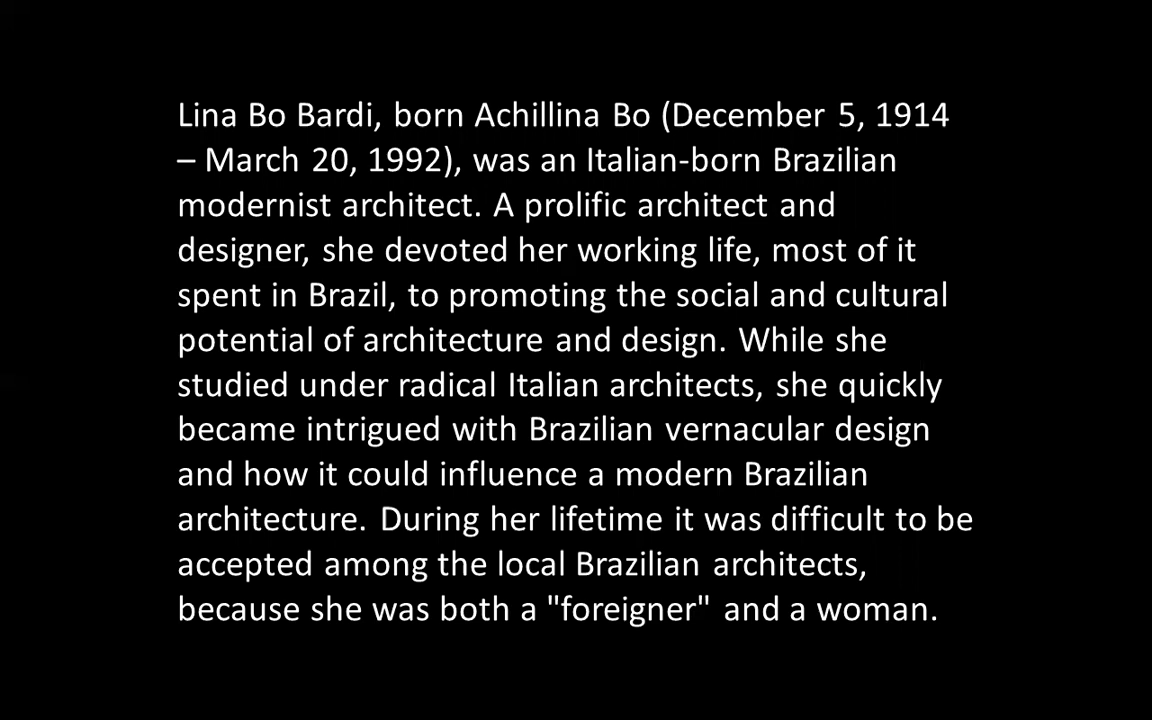 Lina Bo Bardi, born Achillina Bo (December 5, 1914
– March 20, 1992), was an Italian-born Brazilian
modernist architect. A prolific architect and
designer, she devoted her working life, most of it
spent in Brazil, to promoting the social and cultural
potential of architecture and design. While she
studied under radical Italian architects, she quickly
became intrigued with Brazilian vernacular design
and how it could influence a modern Brazilian
architecture. During her lifetime it was difficult to be
accepted among the local Brazilian architects,
because she was both a "foreigner" and a woman.